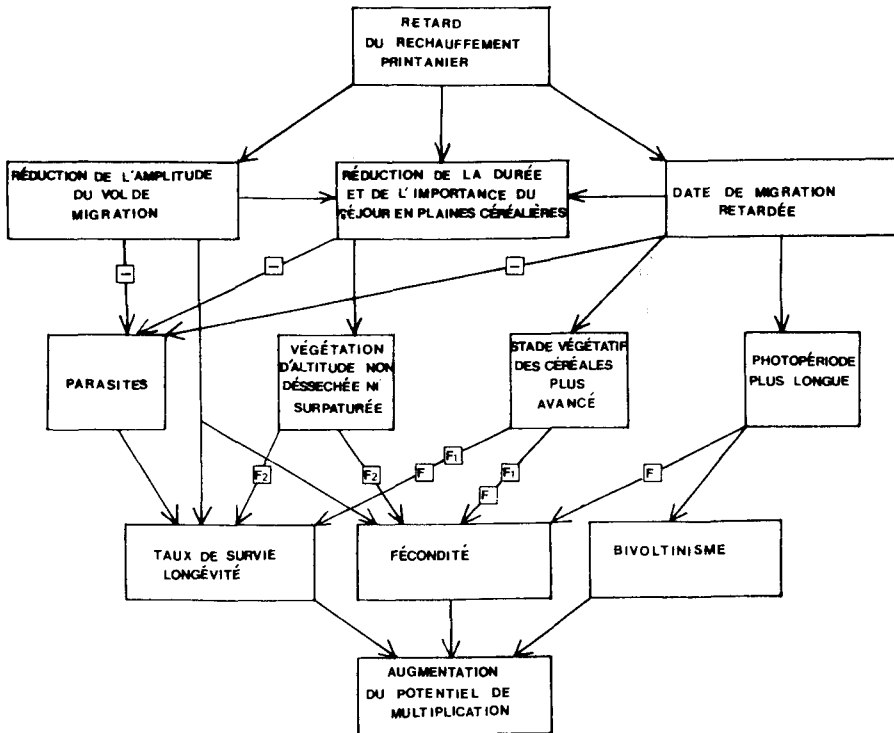 RETARD
DU RECHAUFFEMENT
PRINTANIER
RÉDUCTION DE L'AMPLITUDE
DU VOL DE
MIGRATION
RÉDUCTION DE LA DURÉE
ET DE L'IMPORTANCE DU
SÉJOUR EN PLAINES CÉRÉALIÈRES
DATE DE MIGRATION
RETARDÉE
–
–
–
PARASITES
VÉGÉTATION
D'ALTITUDE NON
DÉSSECHÉE NI
SURPATURÉE
STADE VÉGÉTATIF
DES CÉRÉALES
PLUS
AVANCÉ
PHOTOPÉRIODE
PLUS LONGUE
F2
F2
F
F1
F
F1
F
TAUX DE SURVIE
LONGÉVITÉ
FÉCONDITÉ
BIVOLTINISME
AUGMENTATION
DU POTENTIEL DE
MULTIPLICATION